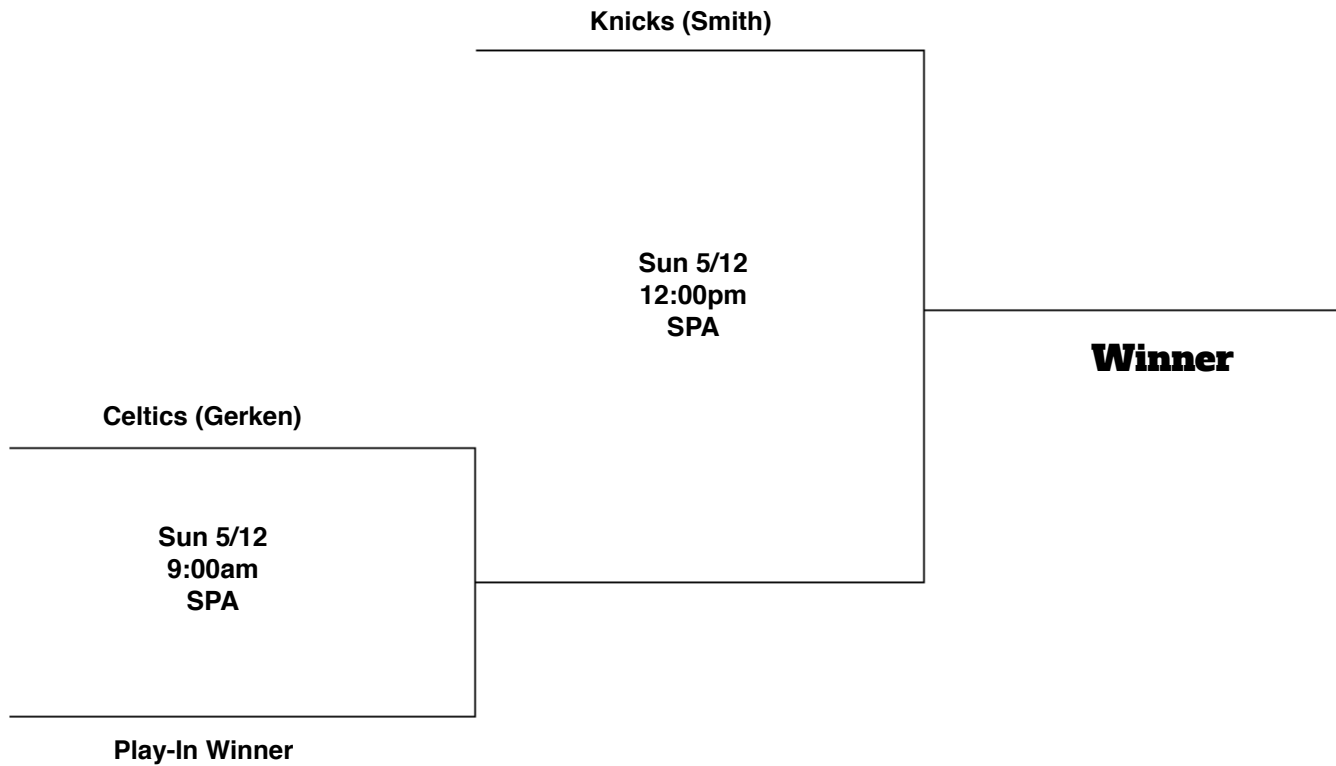 Knicks (Smith)
Sun 5/12
12:00pm
SPA
Winner
Celtics (Gerken)
Sun 5/12
9:00am
SPA
Play-In Winner